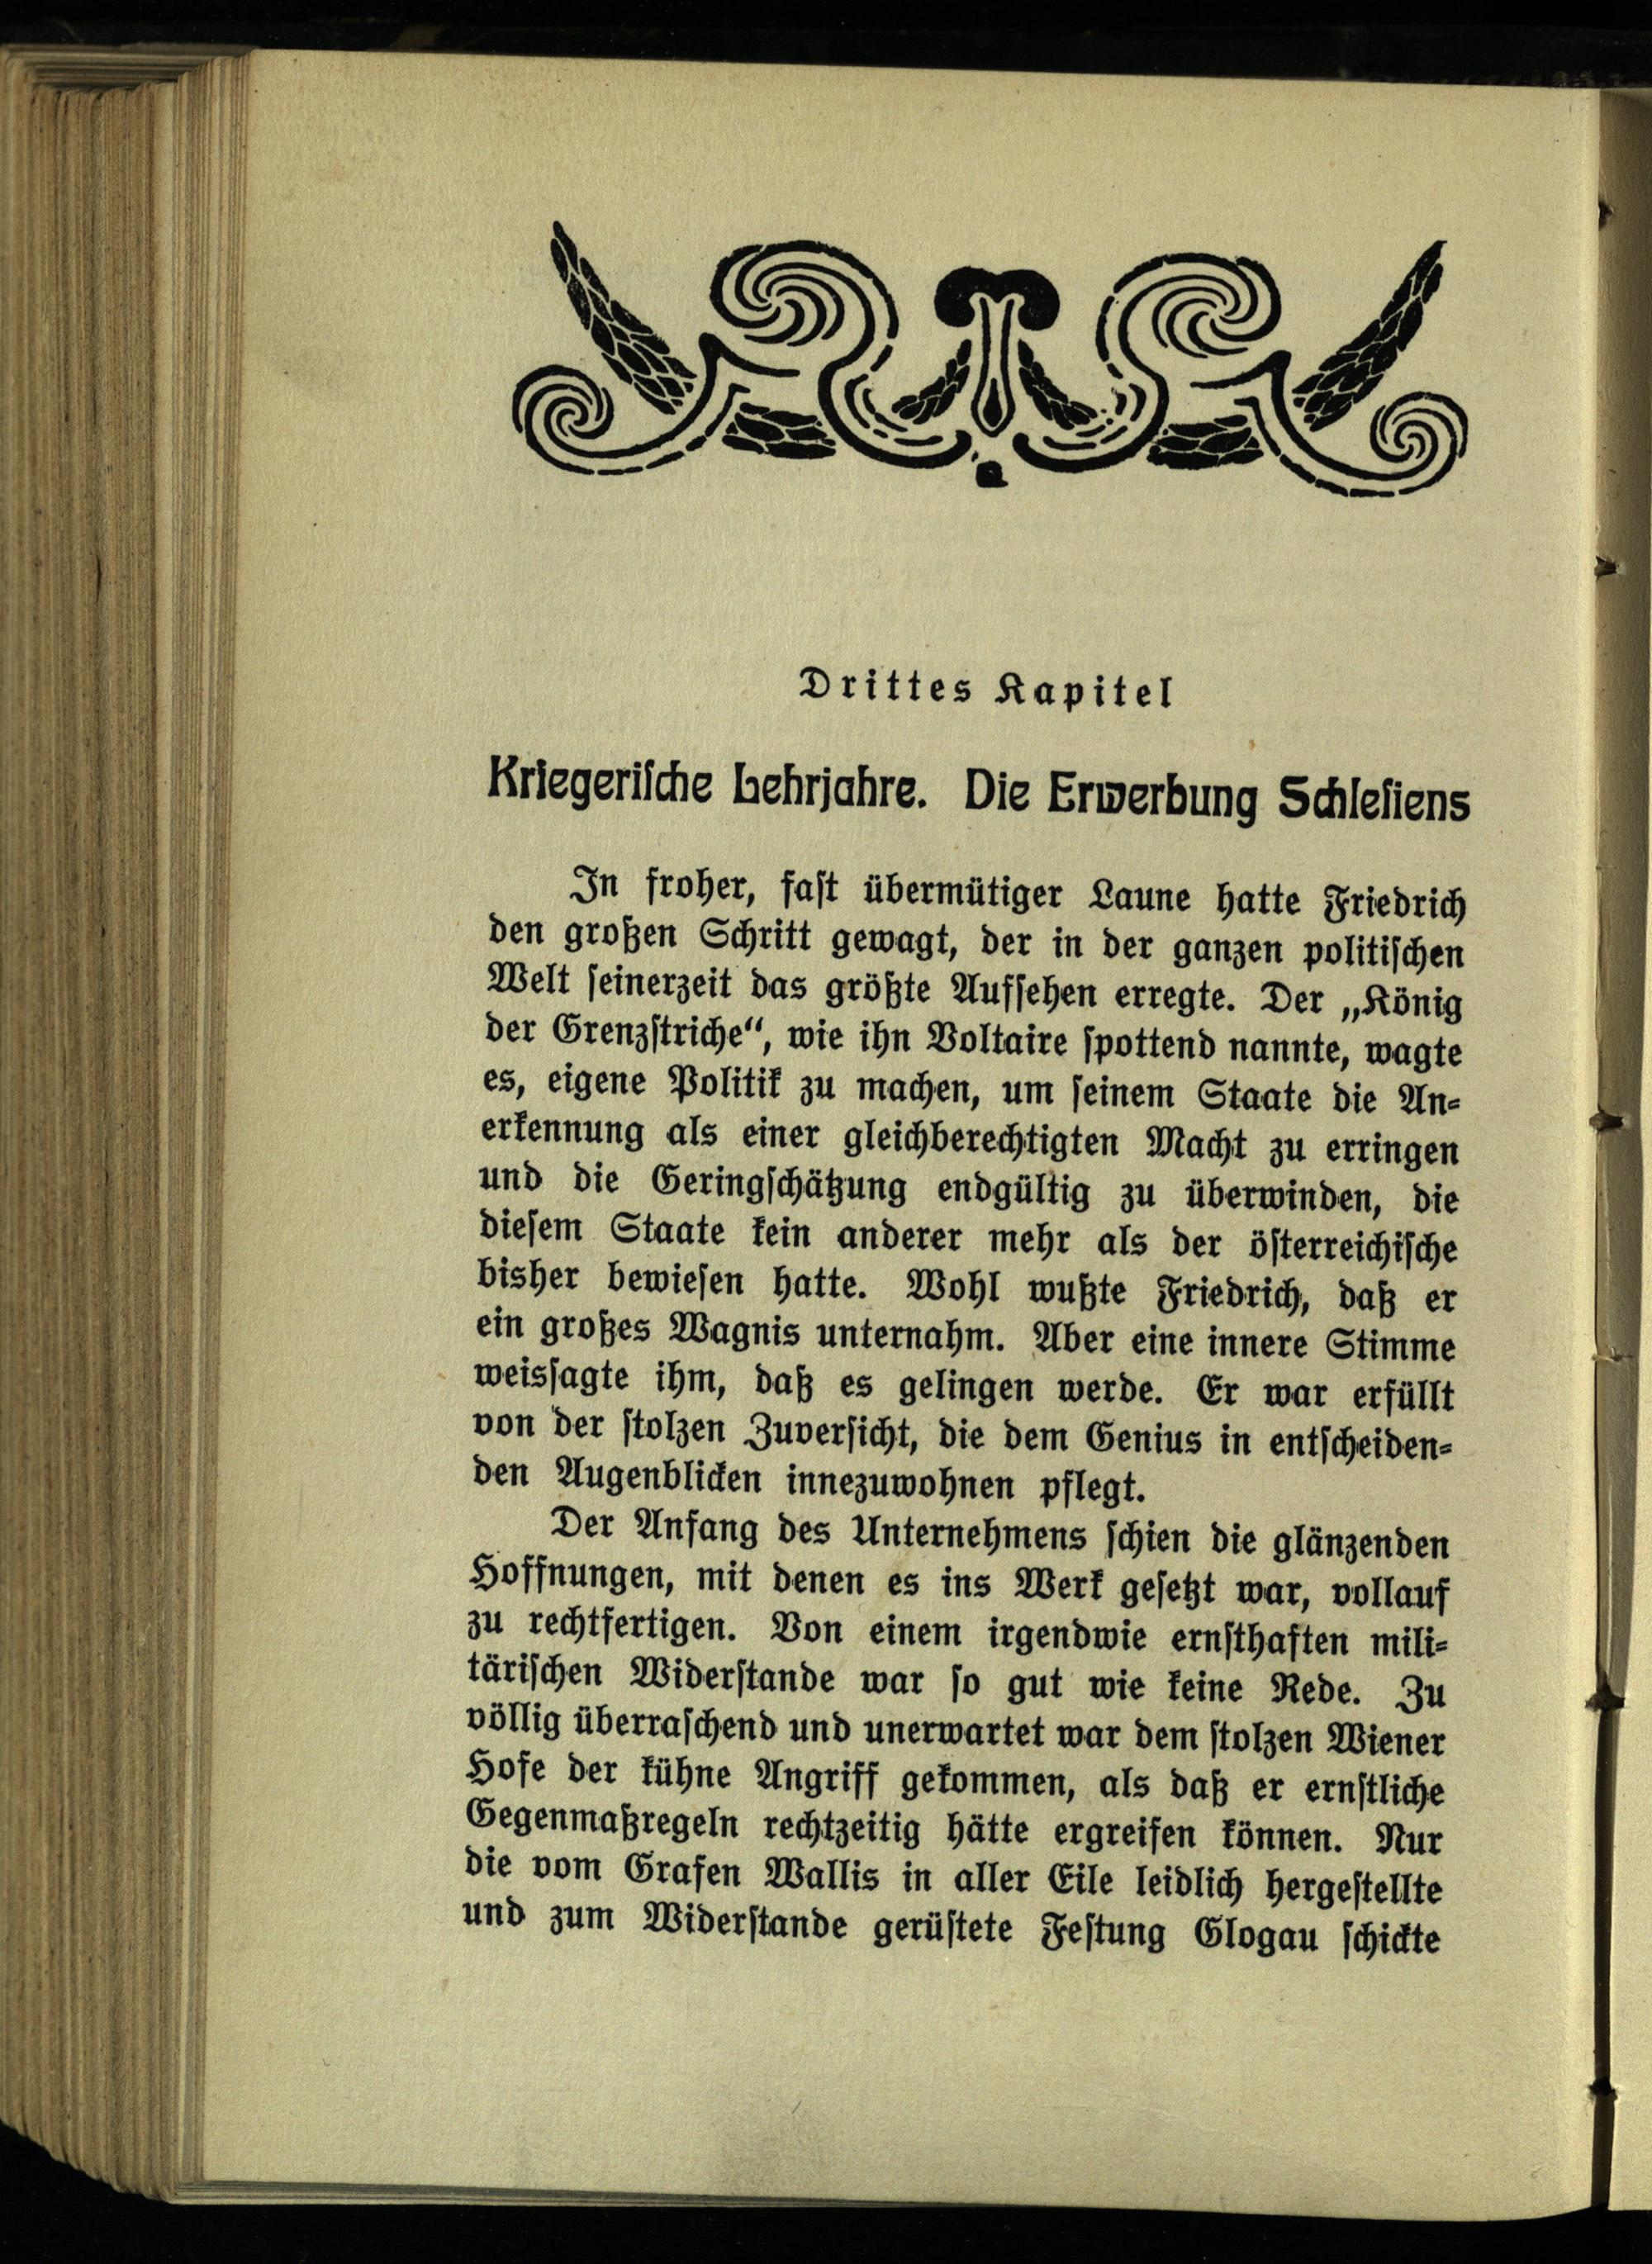 Drittes Kapitel
Kriegerische Lehrjahre. Die Erwerbung Schlesiens
In froher, fast übermütiger Laune hatte Friedrich
den großen Schritt gewagt, der in der ganzen politischen
Welt seinerzeit das größte Aufsehen erregte. Der „König
der Grenzstriche“, wie ihn Voltaire spottend nannte, wagte
es, eigene Politik zu machen, um seinem Staate die An-
erkennung als einer gleichberechtigten Macht zu erringen
und die Geringschätzung endgültig zu überwinden, die
diesem Staate kein anderer mehr als der österreichische
bisher bewiesen hatte. Wohl wußte Friedrich, daß er
ein großes Wagnis unternahm. Aber eine innere Stimme
weissagte ihm, daß es gelingen werde. Er war erfüllt
von der stolzen Zuversicht, die dem Genius in entscheiden-
den Augenblicken innezuwohnen pflegt.
Der Anfang des Unternehmens schien die glänzenden
Hoffnungen, mit denen es ins Werk gesetzt war, vollauf
zu rechtfertigen. Von einem irgendwie ernsthaften mili-
tärischen Widerstande war so gut wie keine Rede. Zu
völlig überraschend und unerwartet war dem stolzen Wiener
Hofe der kühne Angriff gekommen, als daß er ernstliche
Gegenmaßregeln rechtzeitig hätte ergreifen können. Nur
die vom Grafen Wallis in aller Eile leidlich hergestellte
und zum Widerstande gerüstete Festung Glogau schickte